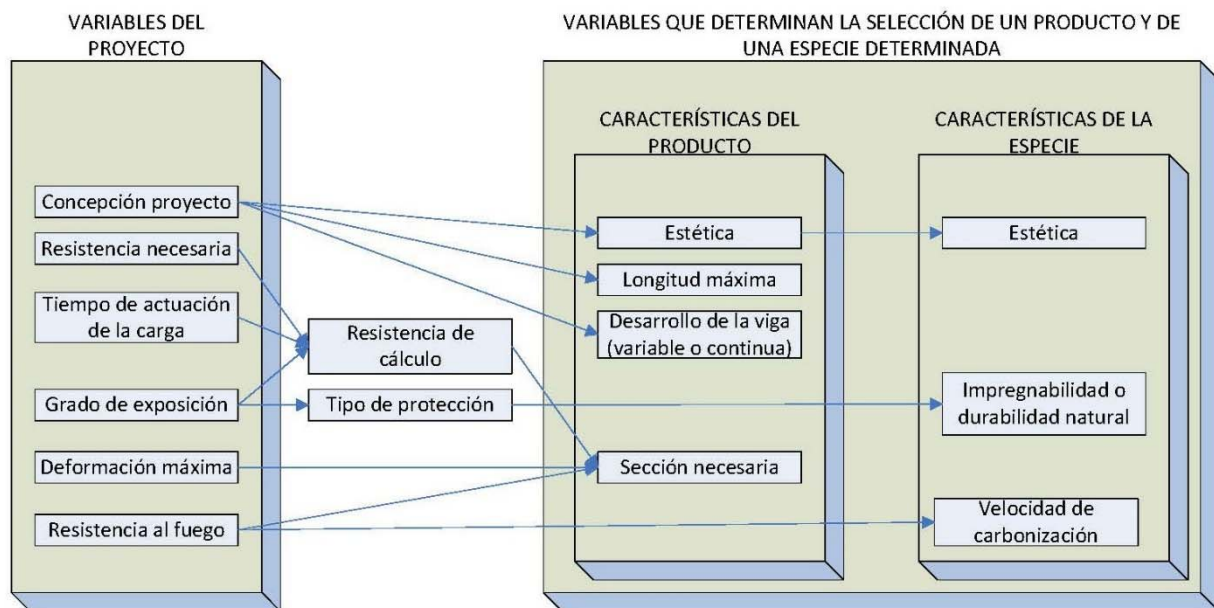 VARIABLES DEL
PROYECTO
VARIABLES QUE DETERMINAN LA SELECCIÓN DE UN PRODUCTO Y DE
UNA ESPECIE DETERMINADA
Concepción proyecto
Resistencia necesaria
Tiempo de actuación
de la carga
Grado de exposición
Deformación máxima
Resistencia al fuego
Resistencia de
cálculo
Tipo de protección
CARACTERÍSTICAS DEL
PRODUCTO
Estética
Longitud máxima
Desarrollo de la viga
(variable o continua)
Sección necesaria
CARACTERÍSTICAS DE LA
ESPECIE
Estética
Impregnabilidad o
durabilidad natural
Velocidad de
carbonización